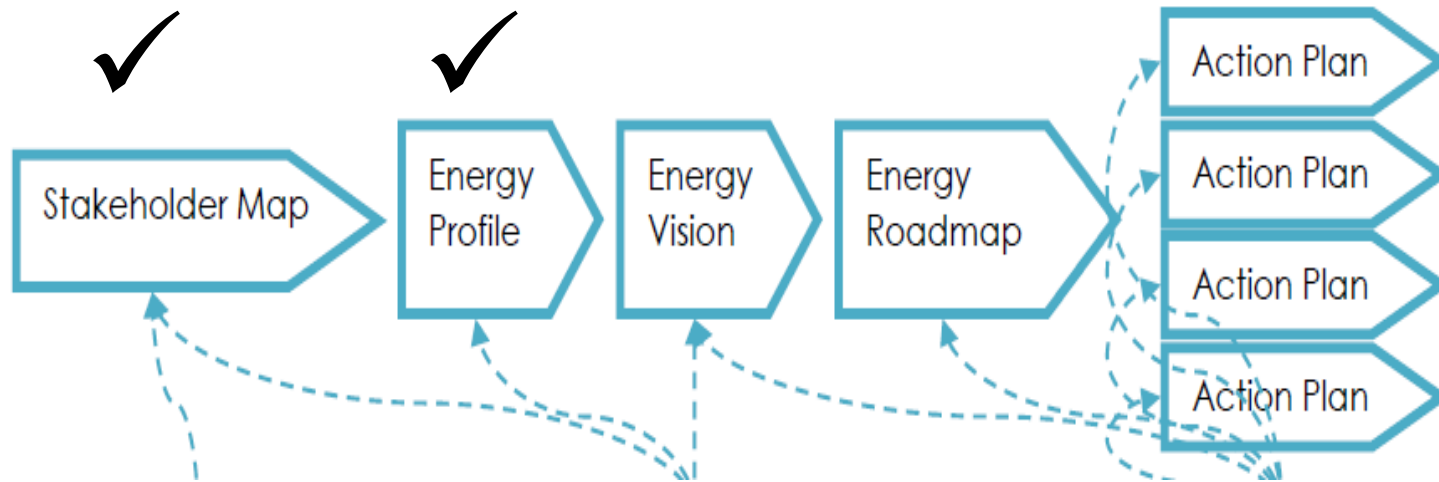 Stakeholder Map
Energy
Profile
Energy
Vision
Energy
Roadmap
Action Plan
Action Plan
Action Plan
Action Plan